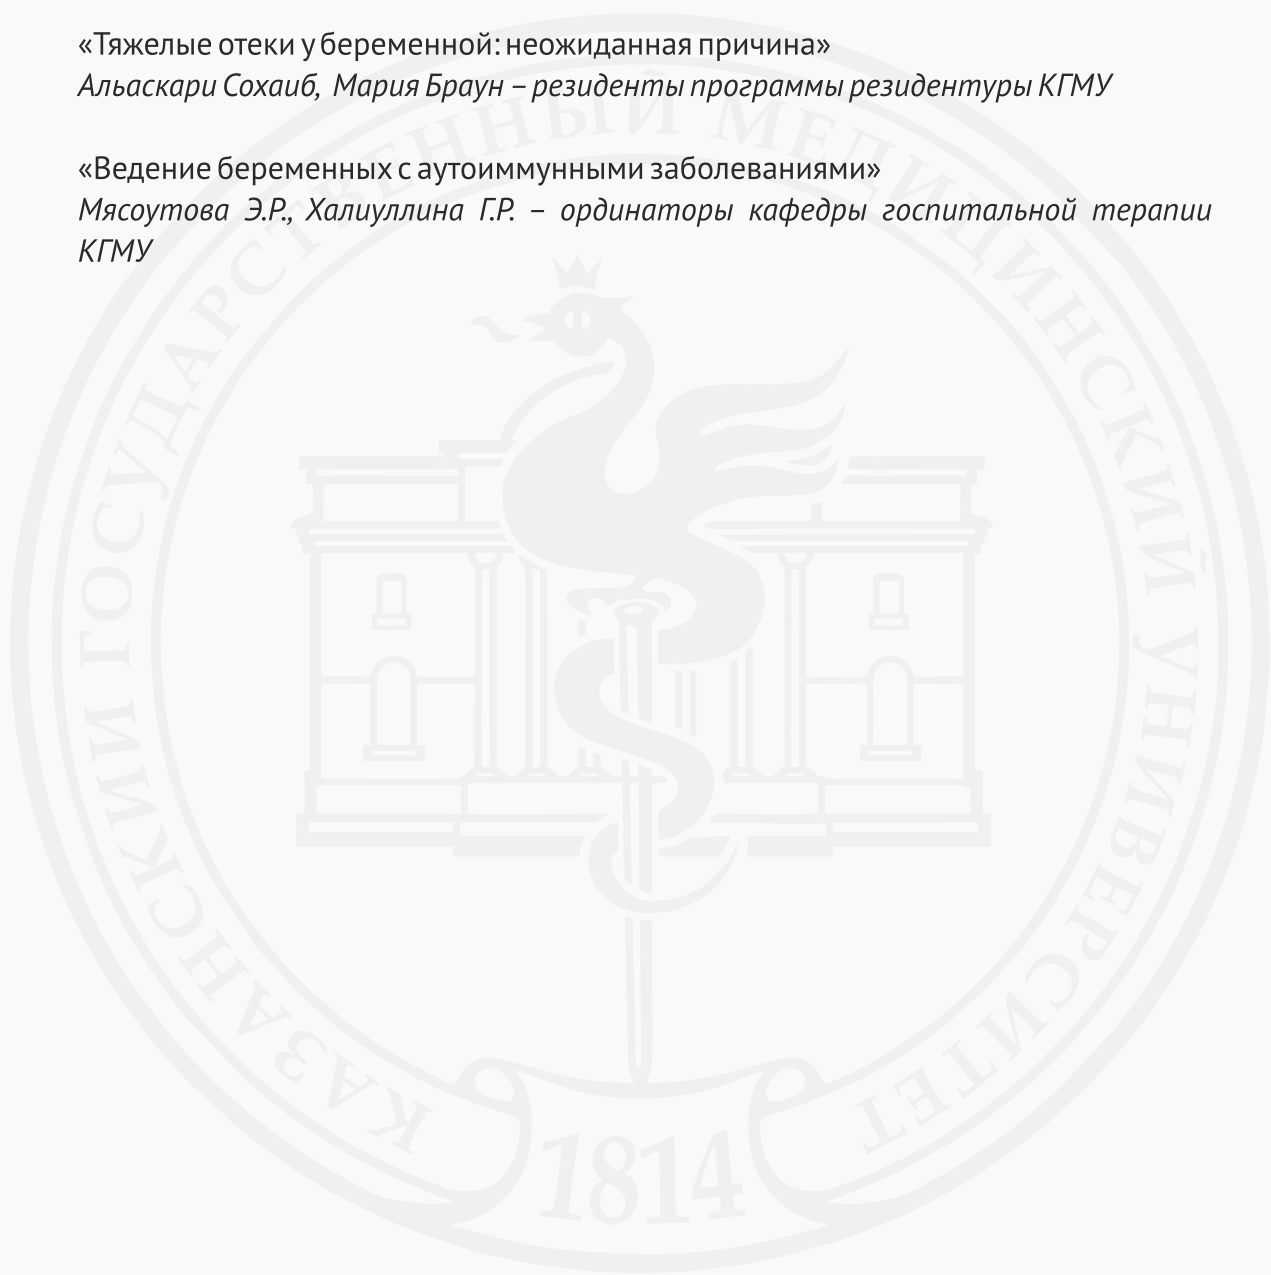 «Тяжелые отеки у беременной: неожиданная причина»
Альаскари Сохаиб, Мария Браун – резиденты программы резидентуры КГМУ
«Ведение беременных с аутоиммунными заболеваниями»
Мясоутова Э.Р., Халиуллина Г.Р. – ординаторы кафедры госпитальной терапии
КГМУ
КАЗАНСКИЙ ГОСУДАРСТВЕННЫЙ МЕДИЦИНСКИЙ УНИВЕРСИТЕТ
1814